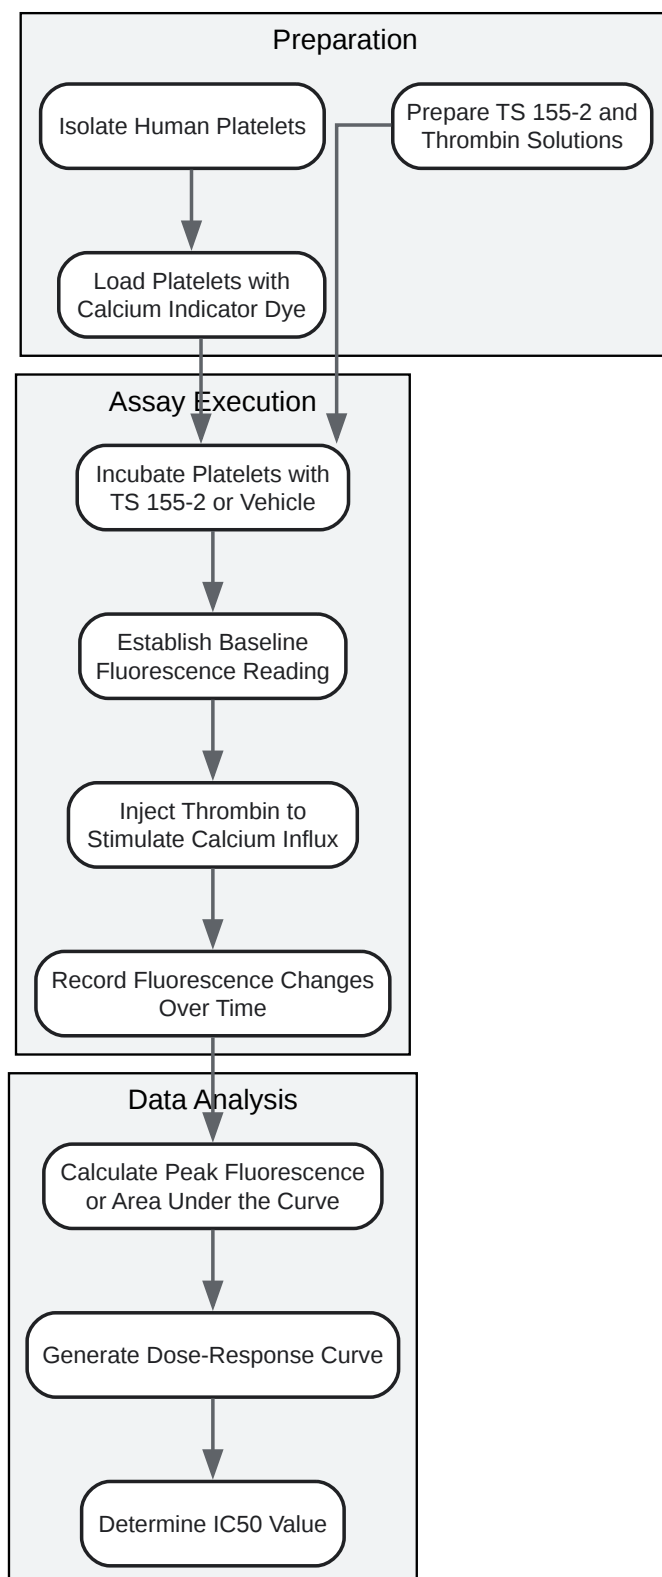 Preparation
Isolate Human Platelets
Prepare TS 155-2 and
Thrombin Solutions
Load Platelets with
Calcium Indicator Dye
Assay Execution
Incubate Platelets with
TS 155-2 or Vehicle
Establish Baseline
Fluorescence Reading
Inject Thrombin to
Stimulate Calcium Influx
Record Fluorescence Changes
Over Time
Data Analysis
Calculate Peak Fluorescence
or Area Under the Curve
Generate Dose-Response Curve
Determine IC50 Value